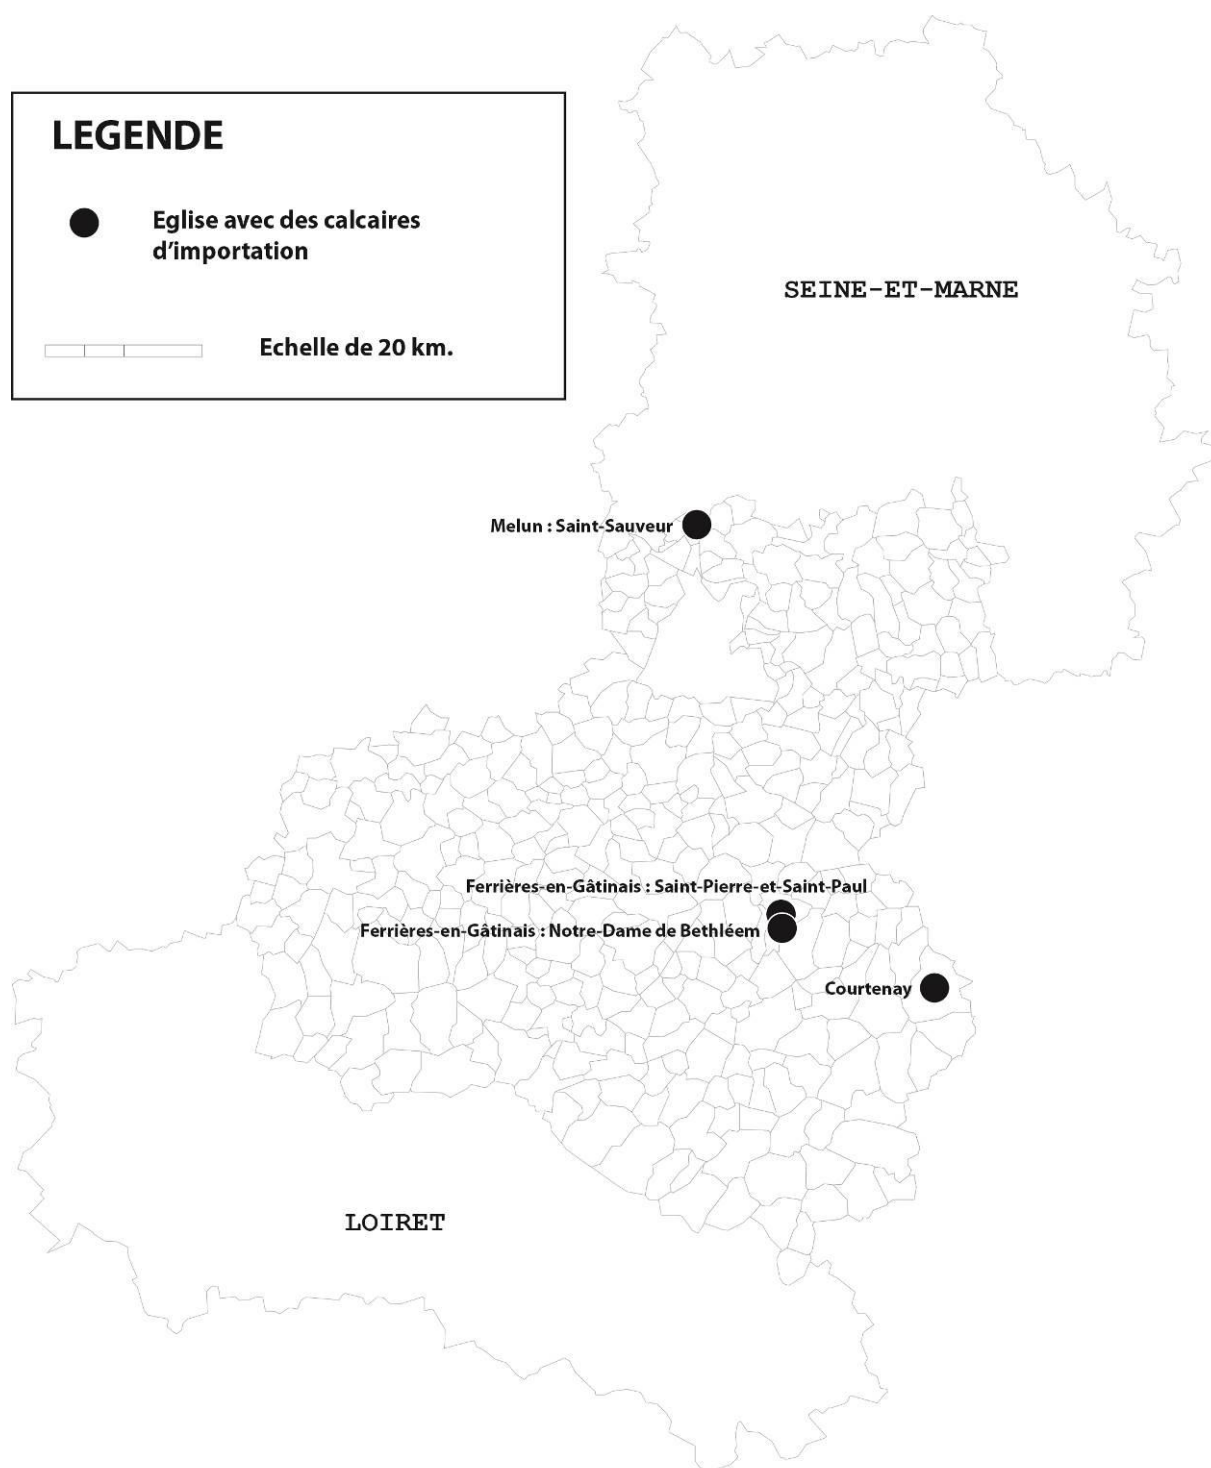 LEGENDE
Eglise avec des calcaires
d'importation
Echelle de 20 km.
SEINE-ET-MARNE
Melun : Saint-Sauveur
Ferrières-en-Gâtinais : Saint-Pierre-et-Saint-Paul
Ferrières-en-Gâtinais : Notre-Dame de Bethléem
Courtenay
LOIRET